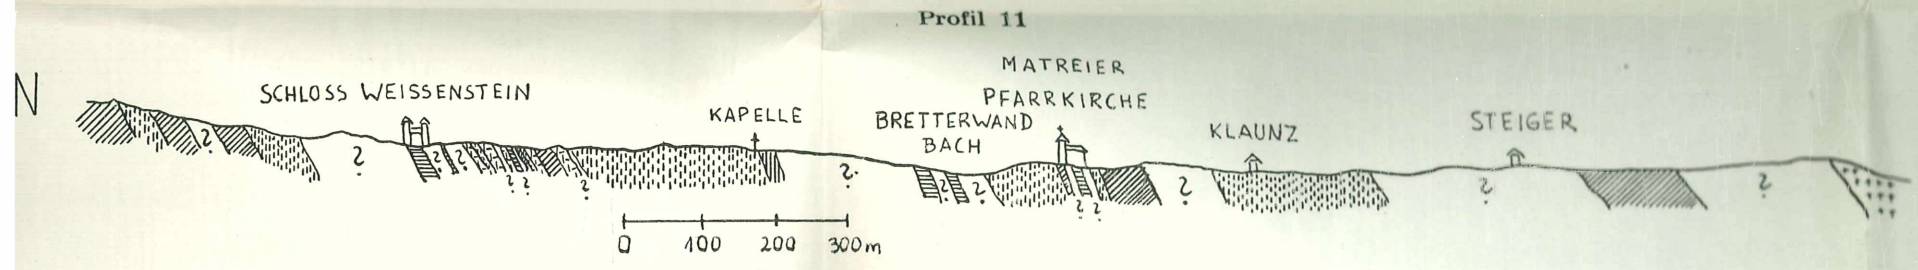 Profil 11
N
SCHLOSS WEISSENSTEIN
KAPELLE
BRETTERWAND
BACH
MATREIER
PFARRKIRCHE
KLAUNZ
STEIGER
? ? ? ? ? ? ? ? ? ? ? ? ? ? ?
0 100 200 300m